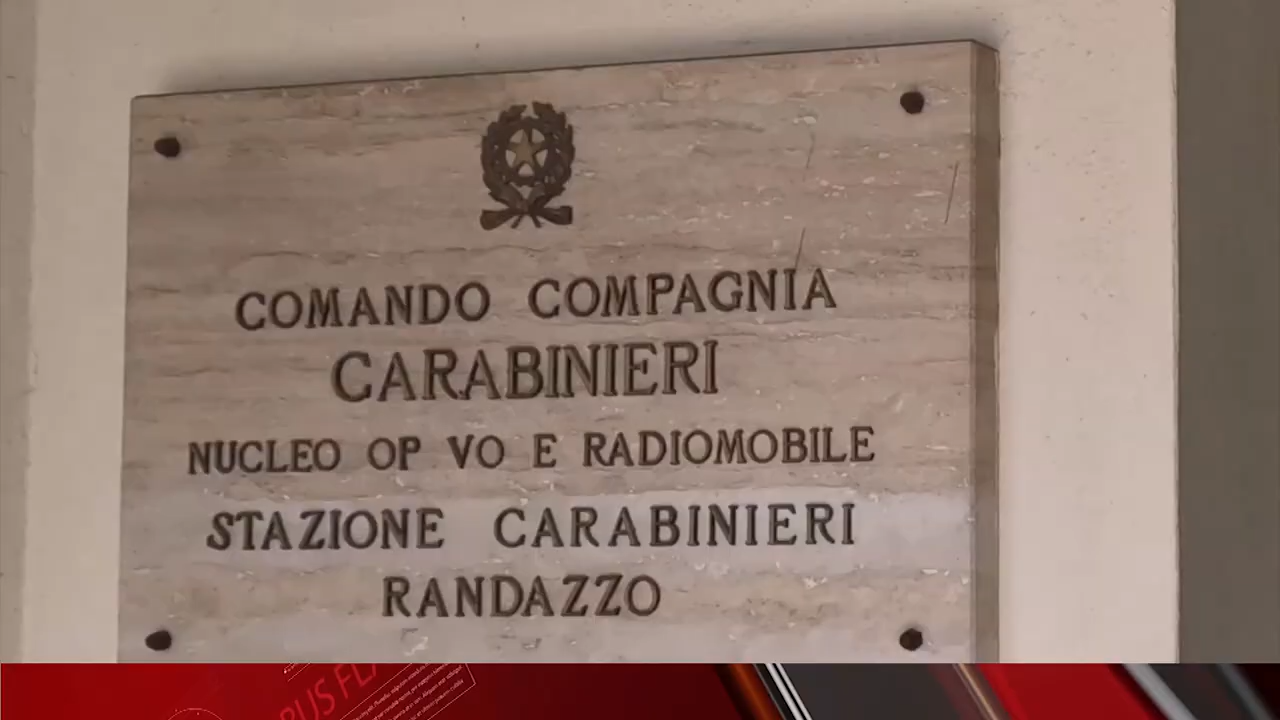 COMANDO COMPAGNIA
CARABINIERI
NUCLEO OP VO E RADIOMOBILE
STAZIONE CARABINIERI
RANDAZZO